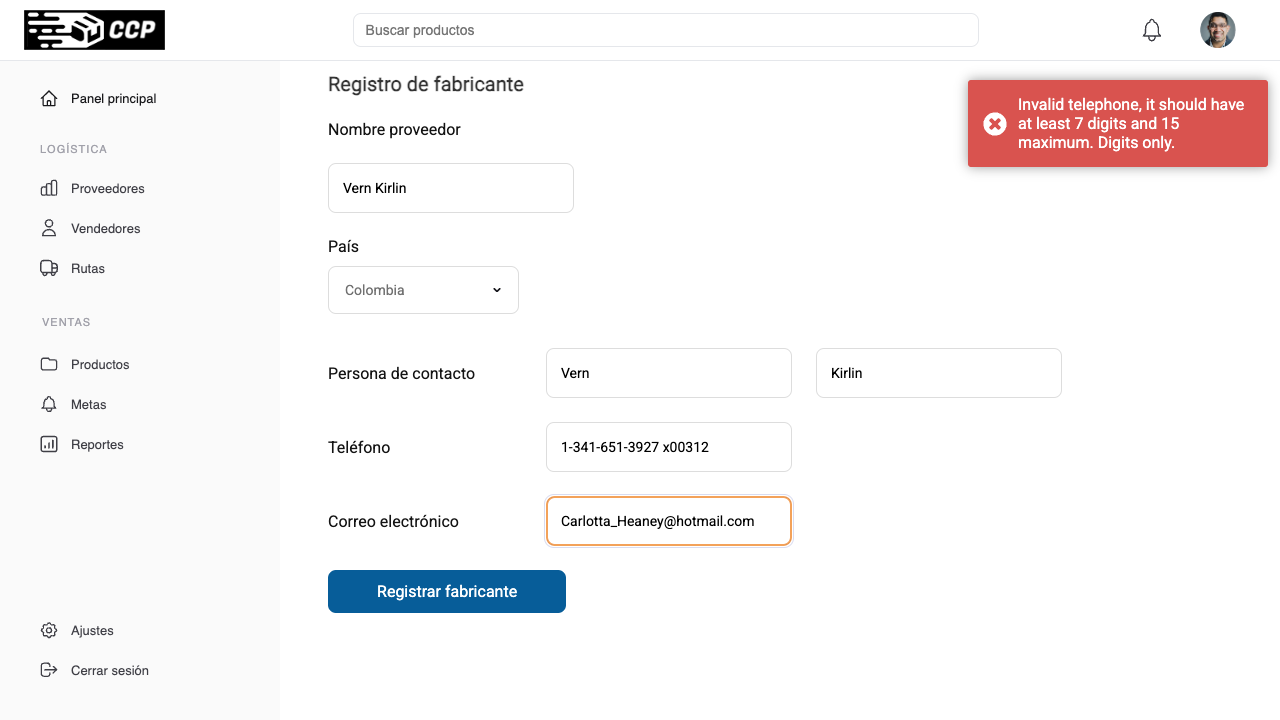 CCP
Buscar productos
Panel principal
LOGÍSTICA
Proveedores
Vendedores
Rutas
VENTAS
Productos
Metas
Reportes
Ajustes
Cerrar sesión
Registro de fabricante
Nombre proveedor
Vern Kirlin
País
Colombia
Persona de contacto
Vern
Kirlin
Teléfono
1-341-651-3927 x00312
Correo electrónico
Carlotta_Heaney@hotmail.com
Registrar fabricante
Invalid telephone, it should have
at least 7 digits and 15
maximum. Digits only.